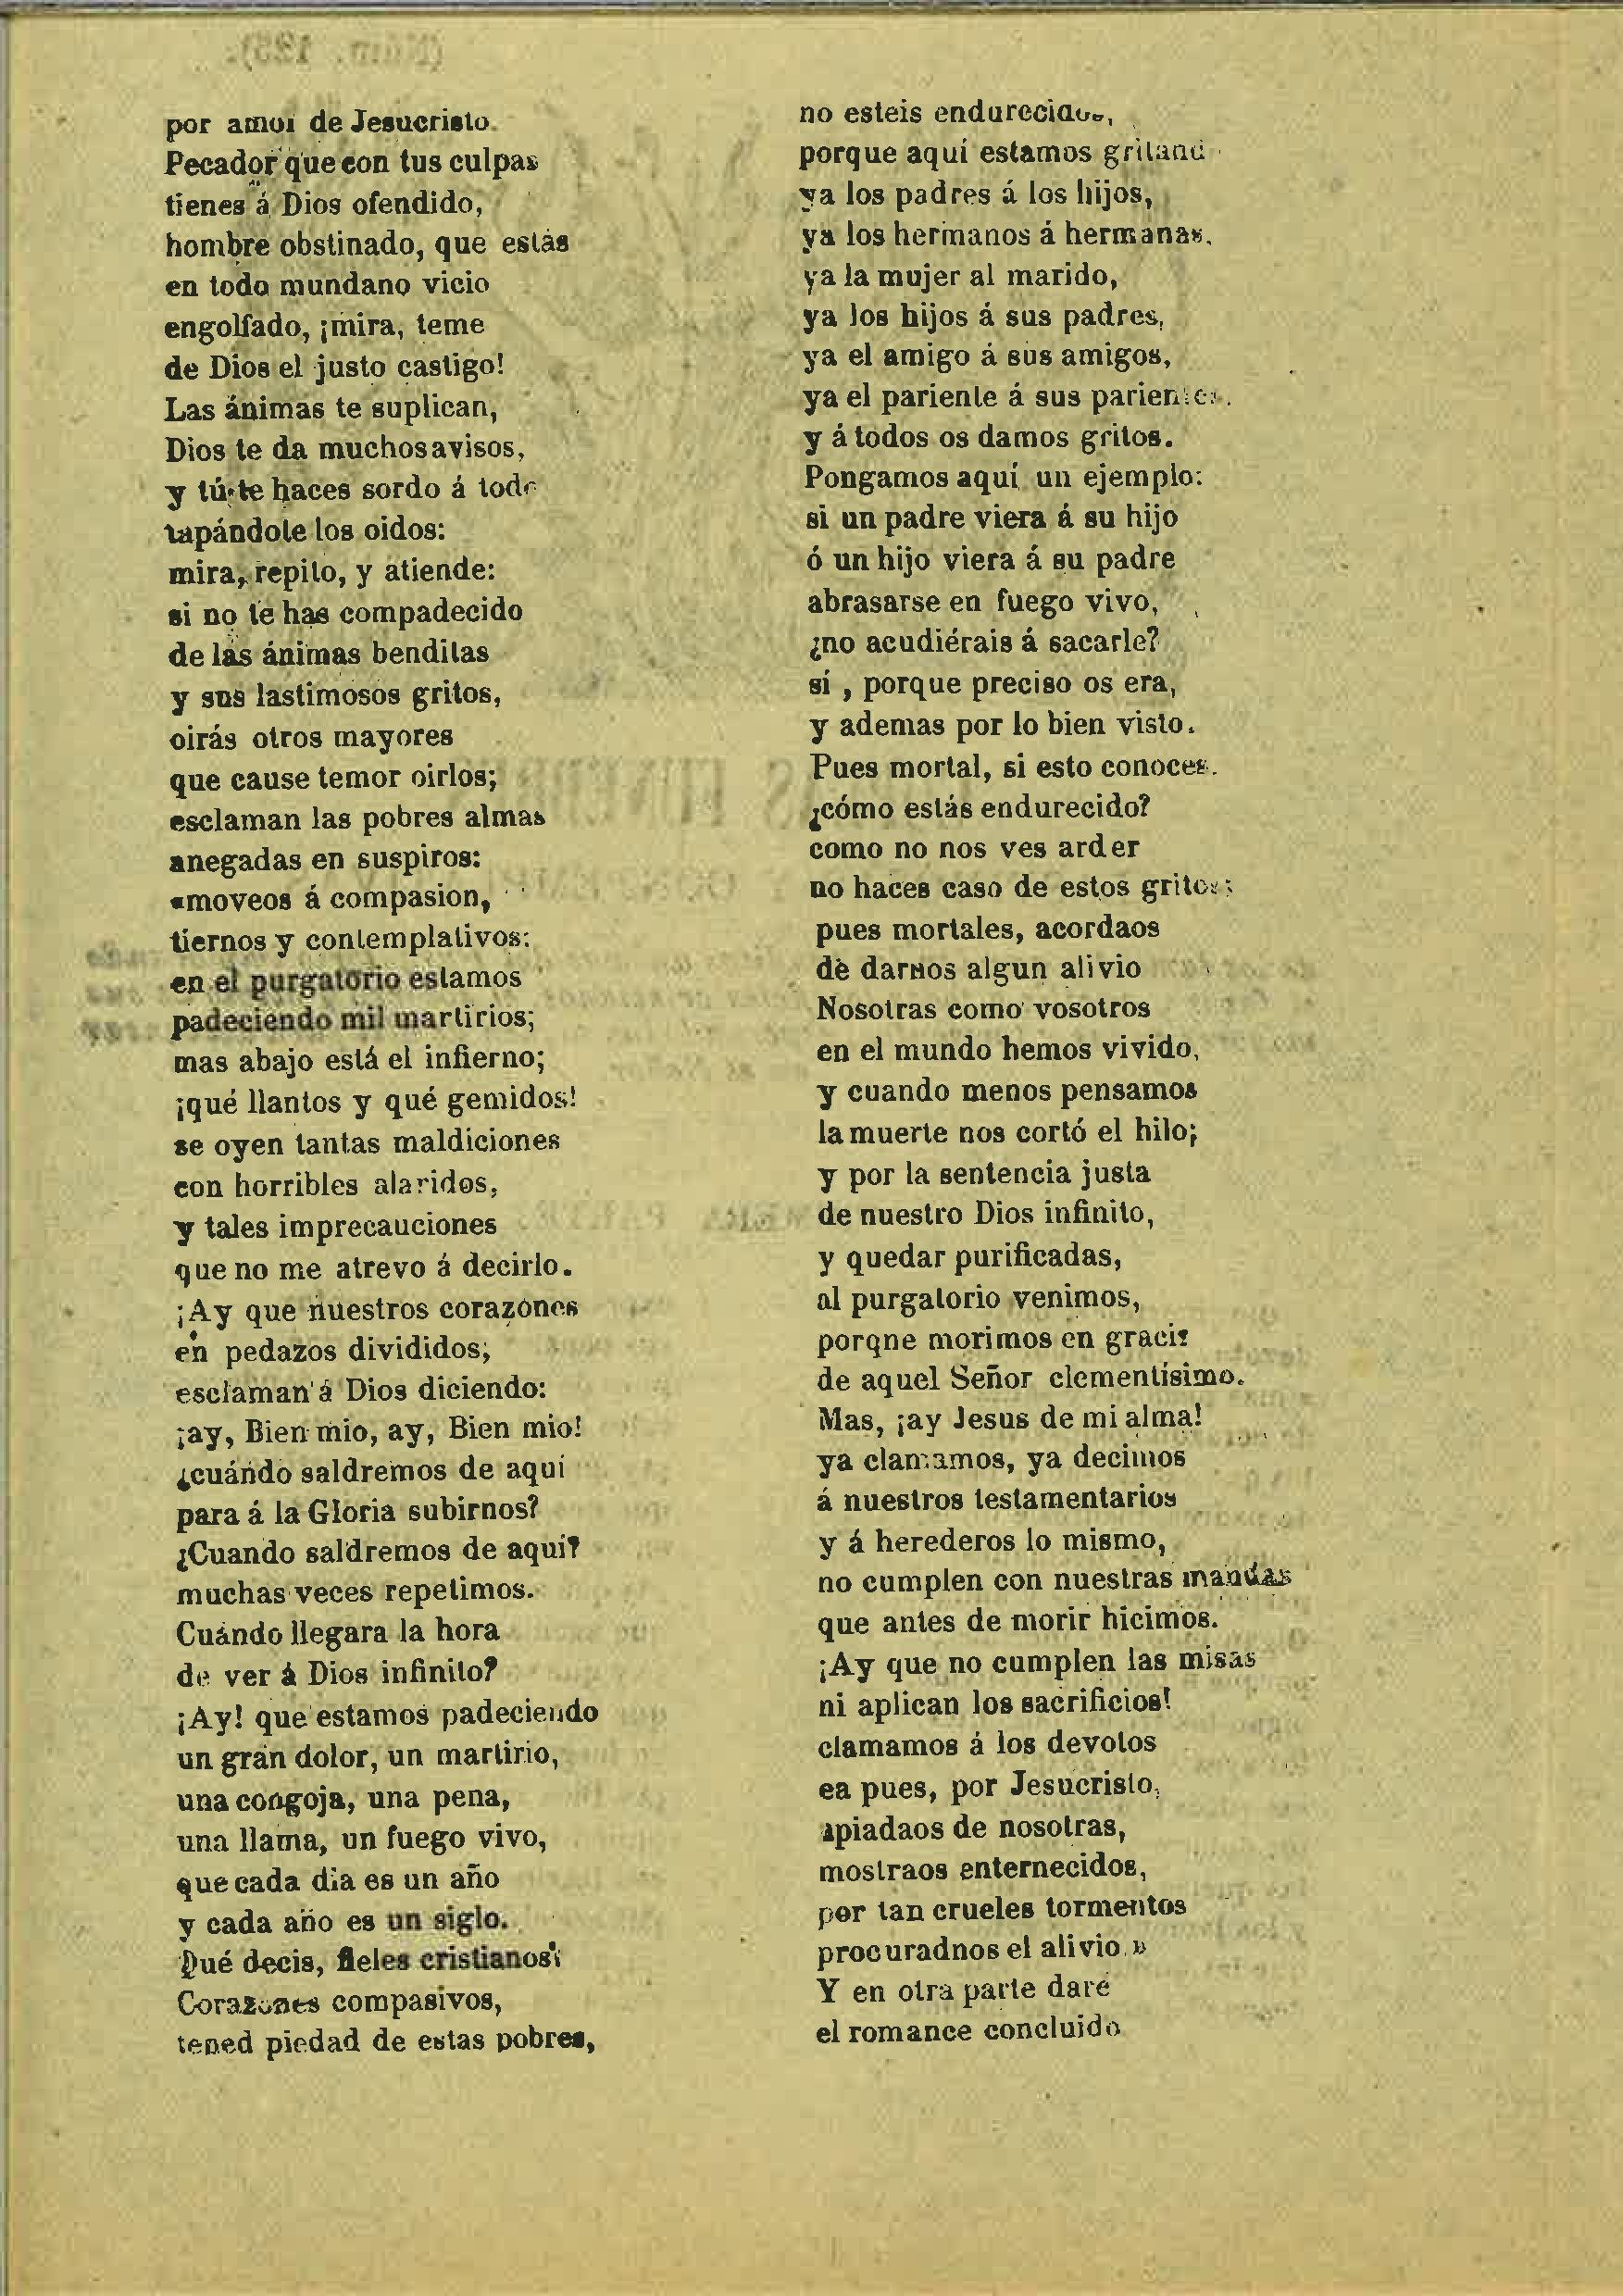 por amor de Jesucristo.
Pecador que con tus culpas
tienes á Dios ofendido,
hombre obstinado, que estás
en todo mundano vicio
engolfado, ¡mira, teme
de Dios el justo castigo!
Las ánimas te suplican,
Dios te da muchos avisos,
y tú te haces sordo á todo
tapándote los oidos:
mira, repito, y atiende:
si no te has compadecido
de las ánimas benditas
y sus lastimosos gritos,
oirás otros mayores
que cause temor oirlos;
esclaman las pobres almas
anegadas en suspiros:
«moveos á compasion,
tiernos y contemplativos:
en el purgatorio estamos
padeciendo mil martirios;
mas abajo está el infierno;
¡qué llantos y qué gemidos!
se oyen tantas maldiciones
con horribles alaridos,
y tales imprecauciones
que no me atrevo á decirlo.
¡Ay que nuestros corazones
en pedazos divididos;
esclaman á Dios diciendo:
¡ay, Bien mio, ay, Bien mio!
¿cuándo saldremos de aquí
para á la Gloria subirnos?
¿Cuando saldremos de aquí?
muchas veces repetimos.
Cuándo llegara la hora
de ver á Dios infinito?
¡Ay! que estamos padeciendo
un gran dolor, un martirio,
una congoja, una pena,
una llama, un fuego vivo,
que cada dia es un año
y cada año es un siglo.
Qué decis, fieles cristianos?
Corazones compasivos,
tened piedad de estas pobres,
no esteis endurecidos,
porque aquí estamos gritand
ya los padres á los hijos,
ya los hermanos á hermanas,
ya la mujer al marido,
ya los hijos á sus padres,
ya el amigo á sus amigos,
ya el pariente á sus parientes.
y á todos os damos gritos.
Pongamos aquí un ejemplo:
si un padre viera á su hijo
ó un hijo viera á su padre
abrasarse en fuego vivo,
¿no acudiérais á sacarle?
sí , porque preciso os era,
y ademas por lo bien visto.
Pues mortal, si esto conoces.
¿cómo estás endurecido?
como no nos ves arder
no haces caso de estos gritos;
pues mortales, acordaos
de darnos algun alivio
Nosotras como vosotros
en el mundo hemos vivido,
y cuando menos pensamos
la muerte nos cortó el hilo;
y por la sentencia justa
de nuestro Dios infinito,
y quedar purificadas,
al purgatorio venimos,
porqne morimos en gracia
de aquel Señor clementísimo.
Mas, ¡ay Jesus de mi alma!
ya clamamos, ya decimos
á nuestros testamentarios
y á herederos lo mismo,
no cumplen con nuestras mandas
que antes de morir hicimos.
¡Ay que no cumplen las misas
ni aplican los sacrificios!
clamamos á los devotos
ea pues, por Jesucristo,
apiadaos de nosotras,
mostraos enternecidos,
por tan crueles tormentos
procuradnos el alivio.»
Y en otra parte daré
el romance concluido